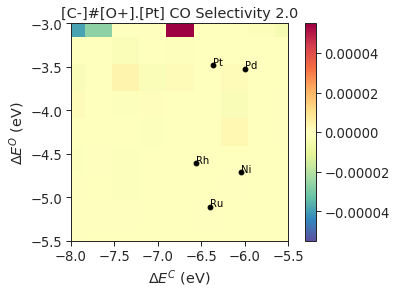 [C-]#[O+].[Pt] CO Selectivity 2.0
−3.0
−3.5
−4.0
−4.5
−5.0
−5.5
ΔE^O (eV)
Pt
Pd
Rh
Ni
Ru
−8.0 −7.5 −7.0 −6.5 −6.0 −5.5
ΔE^C (eV)
0.00004
0.00002
0.00000
−0.00002
−0.00004